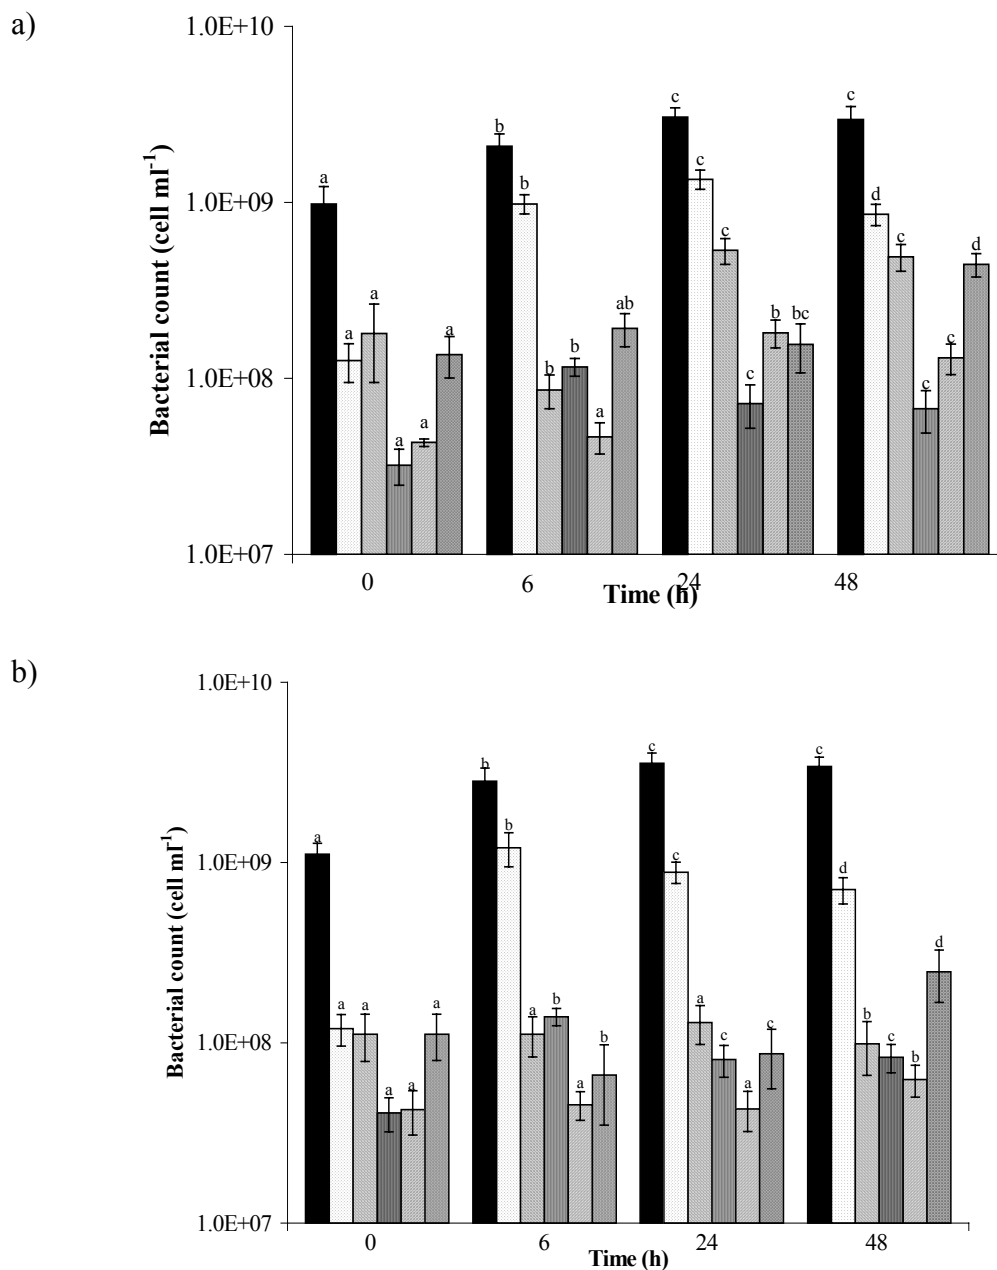 a)
1.0E+10
1.0E+09
1.0E+08
1.0E+07
Bacterial count (cell ml-1)
a a a a a a
b b b b a ab
c c c c b bc
c d c c c d
0 6 24 48
Time (h)
b)
1.0E+10
1.0E+09
1.0E+08
1.0E+07
Bacterial count (cell ml-1)
a a a a a a
b b a b a b
c c a c a c
c d b c b d
0 6 24 48
Time (h)